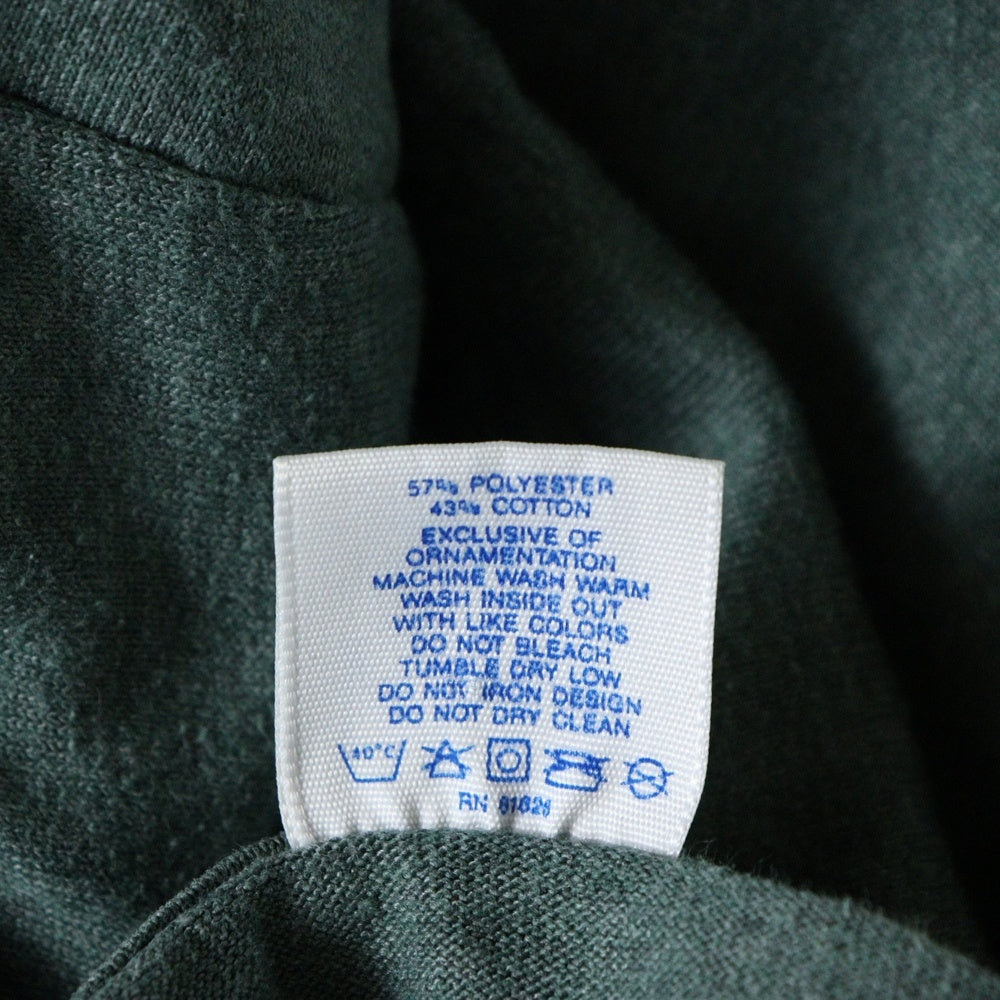 57% POLYESTER
43% COTTON
EXCLUSIVE OF
ORNAMENTATION
MACHINE WASH WARM
WASH INSIDE OUT
WITH LIKE COLORS
DO NOT BLEACH
TUMBLE DRY LOW
DO NOT IRON DESIGN
DO NOT DRY CLEAN
40°C
RN